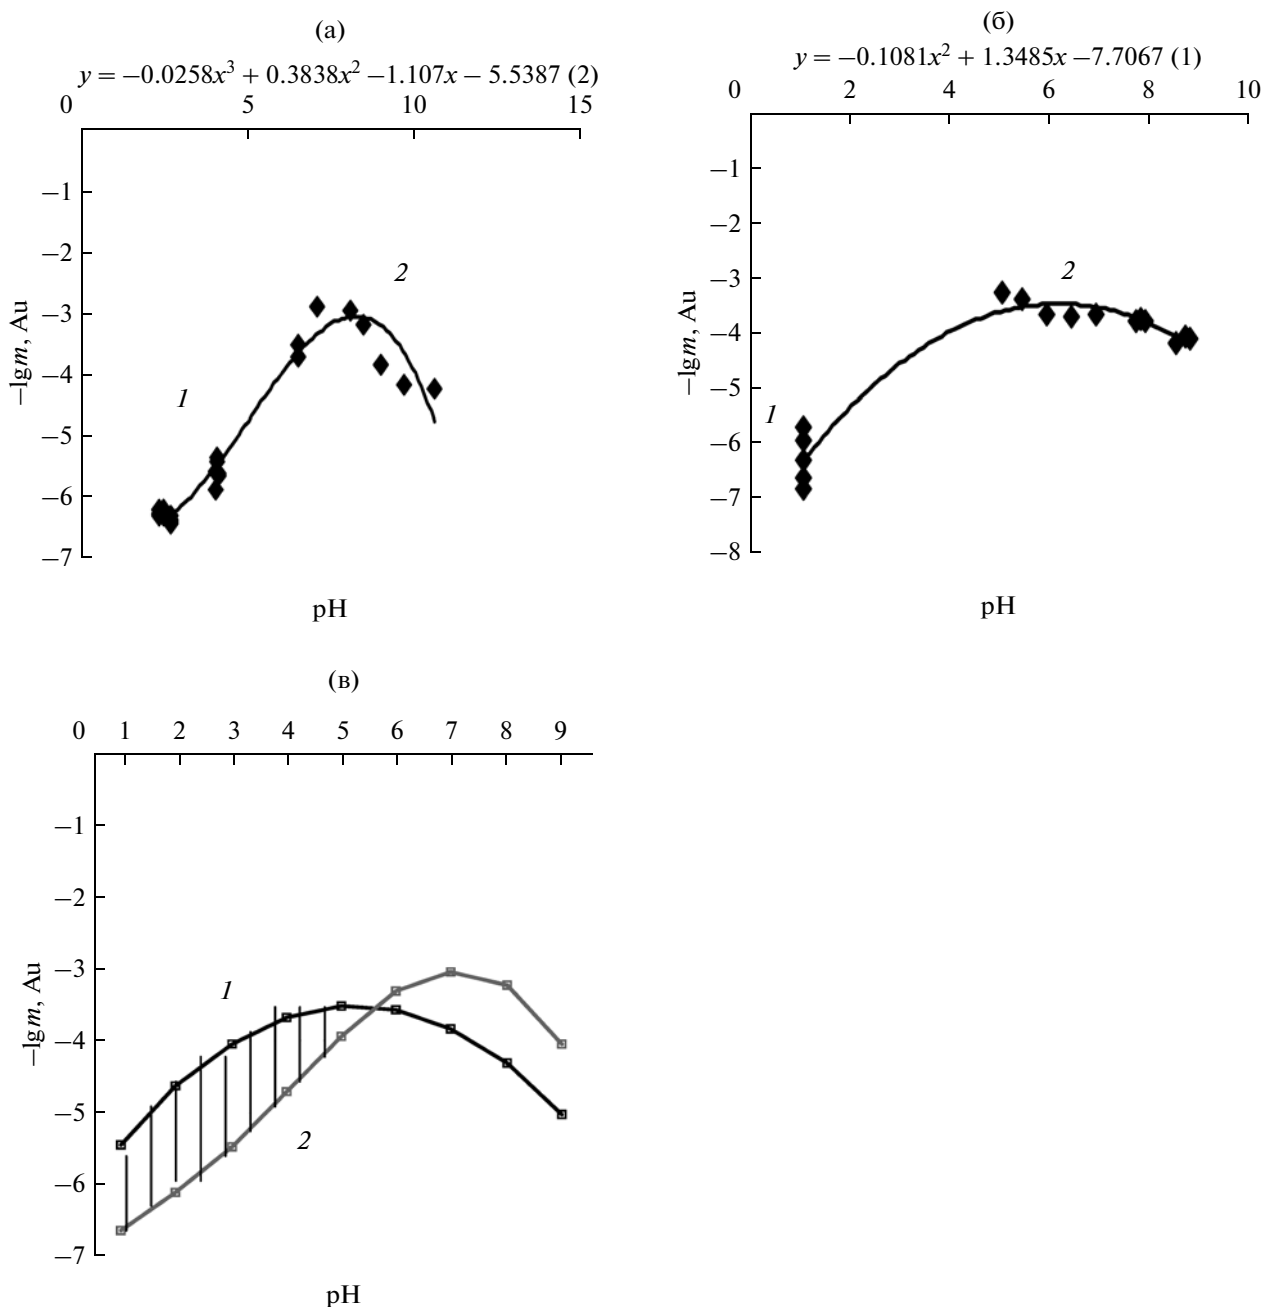 (а)
y = −0.0258x³ + 0.3838x² −1.107x − 5.5387 (2)
0 5 10 15
−1
−2
−3
−4
−5
−6
−7
−lgm, Au
1
2
pH
(б)
y = −0.1081x² + 1.3485x −7.7067 (1)
0 2 4 6 8 10
−1
−2
−3
−4
−5
−6
−7
−8
−lgm, Au
1
2
pH
(в)
0 1 2 3 4 5 6 7 8 9
−1
−2
−3
−4
−5
−6
−7
−lgm, Au
1
2
pH